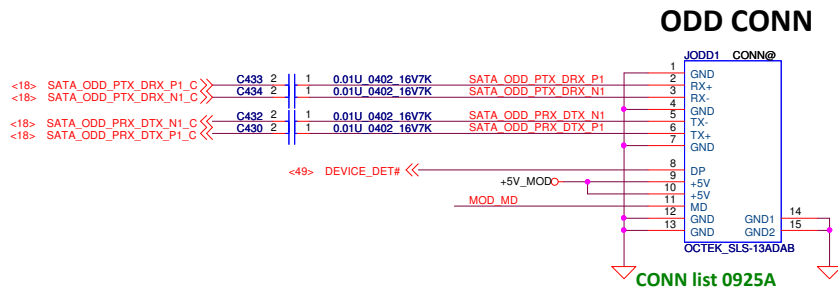 ODD CONN
JODD1 CONN@
<18> SATA_ODD_PTX_DRX_P1_C C433 2 1 0.01U_0402_16V7K SATA_ODD_PTX_DRX_P1
<18> SATA_ODD_PTX_DRX_N1_C C434 2 1 0.01U_0402_16V7K SATA_ODD_PTX_DRX_N1
<18> SATA_ODD_PRX_DTX_N1_C C432 2 1 0.01U_0402_16V7K SATA_ODD_PRX_DTX_N1
<18> SATA_ODD_PRX_DTX_P1_C C430 2 1 0.01U_0402_16V7K SATA_ODD_PRX_DTX_P1
1 GND
2 RX+
3 RX-
4 GND
5 TX-
6 TX+
7 GND
<49> DEVICE_DET# 8 DP
+5V_MOD 9 +5V
10 +5V
MOD_MD 11 MD
12 GND GND1 14
13 GND GND2 15
OCTEK_SLS-13ADAB
CONN list 0925A